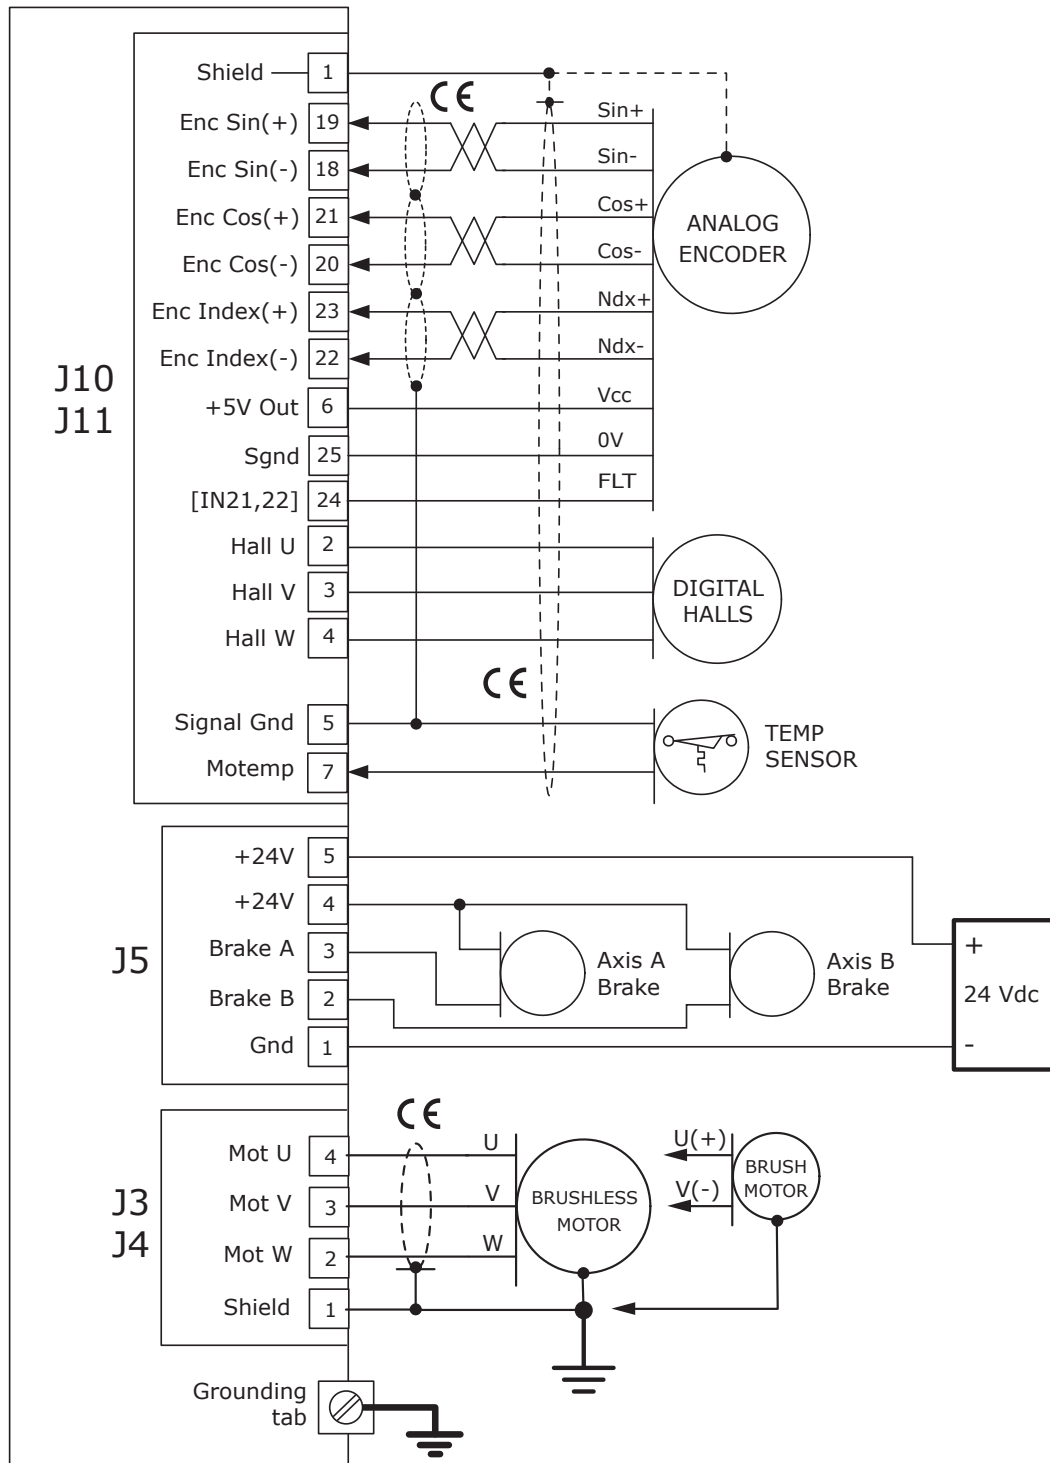 J10
J11
Shield 1
Enc Sin(+) 19 Sin+
Enc Sin(-) 18 Sin-
Enc Cos(+) 21 Cos+
Enc Cos(-) 20 Cos-
Enc Index(+) 23 Ndx+
Enc Index(-) 22 Ndx-
+5V Out 6 Vcc
Sgnd 25 0V
[IN21,22] 24 FLT
CE
ANALOG
ENCODER
Hall U 2
Hall V 3
Hall W 4
DIGITAL
HALLS
CE
Signal Gnd 5
Motemp 7
TEMP
SENSOR
J5
+24V 5
+24V 4
Brake A 3
Brake B 2
Gnd 1
Axis A
Brake
Axis B
Brake
+
24 Vdc
-
J3
J4
CE
Mot U 4 U
Mot V 3 V
Mot W 2 W
Shield 1
BRUSHLESS
MOTOR
U(+)
V(-)
BRUSH
MOTOR
Grounding
tab